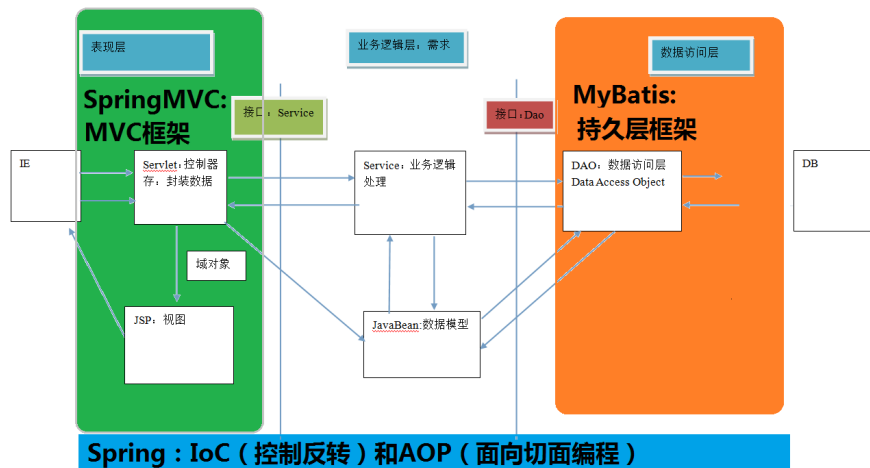 表现层
业务逻辑层：需求
数据访问层
SpringMVC:
MVC框架
接口：Service
接口：Dao
MyBatis:
持久层框架
IE
Servlet：控制器
存：封装数据
Service：业务逻辑
处理
DAO：数据访问层
Data Access Object
DB
域对象
JSP：视图
JavaBean:数据模型
Spring：IoC（控制反转）和AOP（面向切面编程）